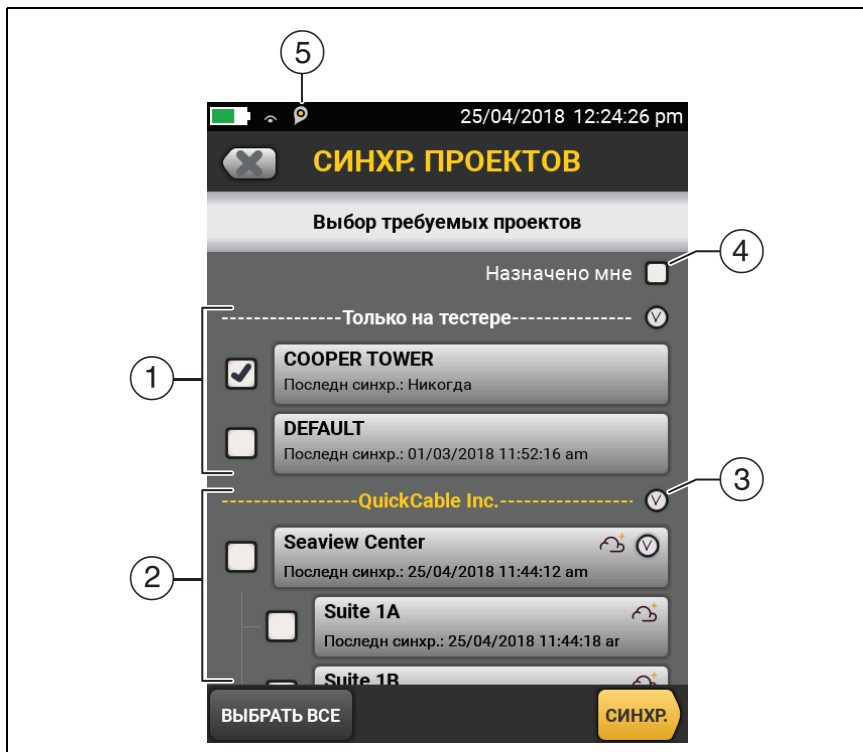 5
25/04/2018 12:24:26 pm
СИНХР. ПРОЕКТОВ
Выбор требуемых проектов
4
Назначено мне
------------Только на тестере------------
1
COOPER TOWER
Последн синхр.: Никогда
DEFAULT
Последн синхр.: 01/03/2018 11:52:16 am
3
------------QuickCable Inc.------------
2
Seaview Center
Последн синхр.: 25/04/2018 11:44:12 am
Suite 1A
Последн синхр.: 25/04/2018 11:44:18 ar
Suite 1B
ВЫБРАТЬ ВСЕ
СИНХР.